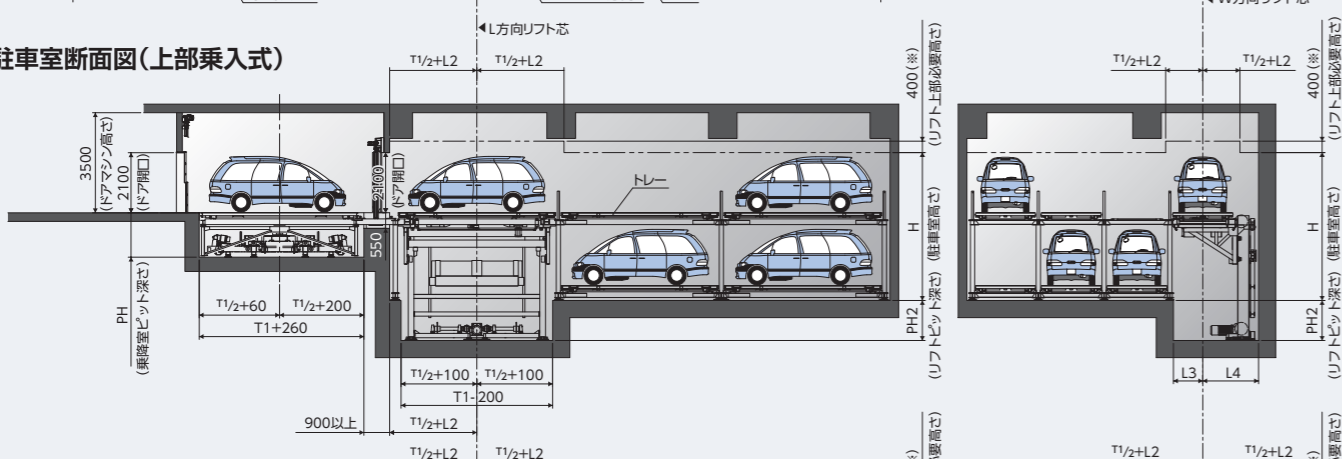 L方向リフト芯
W方向リフト芯
駐車室断面図(上部乗入式)
T1/2+L2
T1/2+L2
400(※)
(リフト上部必要高さ)
3500
(ドアマシン高さ)
2100
(ドア開口)
2100
(ドア開口)
トレー
550
H
(駐車室高さ)
PH
(乗降室ピット深さ)
T1/2+60
T1/2+200
T1+260
PH2
(リフトピット深さ)
T1/2+100
T1/2+100
T1-200
900以上
T1/2+L2
T1/2+L2
T1/2+L2
T1/2+L2
T1/2+L2
400(※)
(リフト上部必要高さ)
H
(駐車室高さ)
PH2
(リフトピット深さ)
L3
L4
T1/2+L2
T1/2+L2